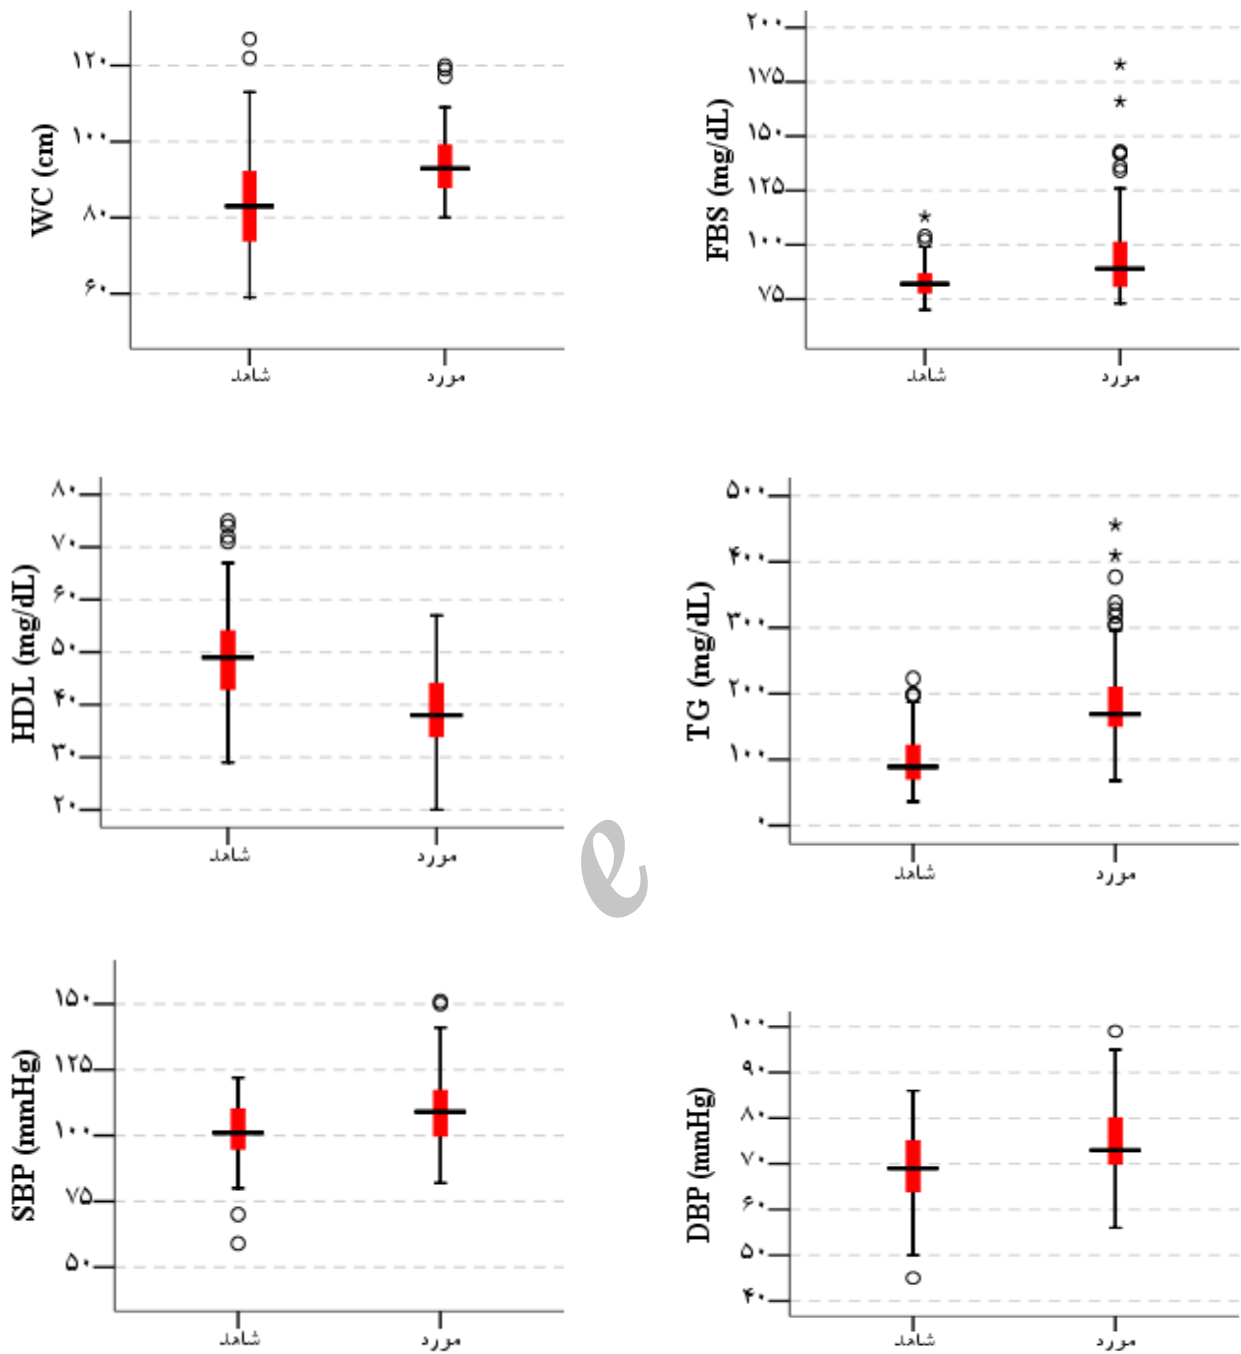 WC (cm)
۱۲۰
۱۰۰
۸۰
۶۰
شاهد مورد
FBS (mg/dL)
۲۰۰
۱۷۵
۱۵۰
۱۲۵
۱۰۰
۷۵
شاهد مورد
HDL (mg/dL)
۸۰
۷۰
۶۰
۵۰
۴۰
۳۰
۲۰
شاهد مورد
TG (mg/dL)
۵۰۰
۴۰۰
۳۰۰
۲۰۰
۱۰۰
۰
شاهد مورد
e
SBP (mmHg)
۱۵۰
۱۲۵
۱۰۰
۷۵
۵۰
شاهد مورد
DBP (mmHg)
۱۰۰
۹۰
۸۰
۷۰
۶۰
۵۰
۴۰
شاهد مورد